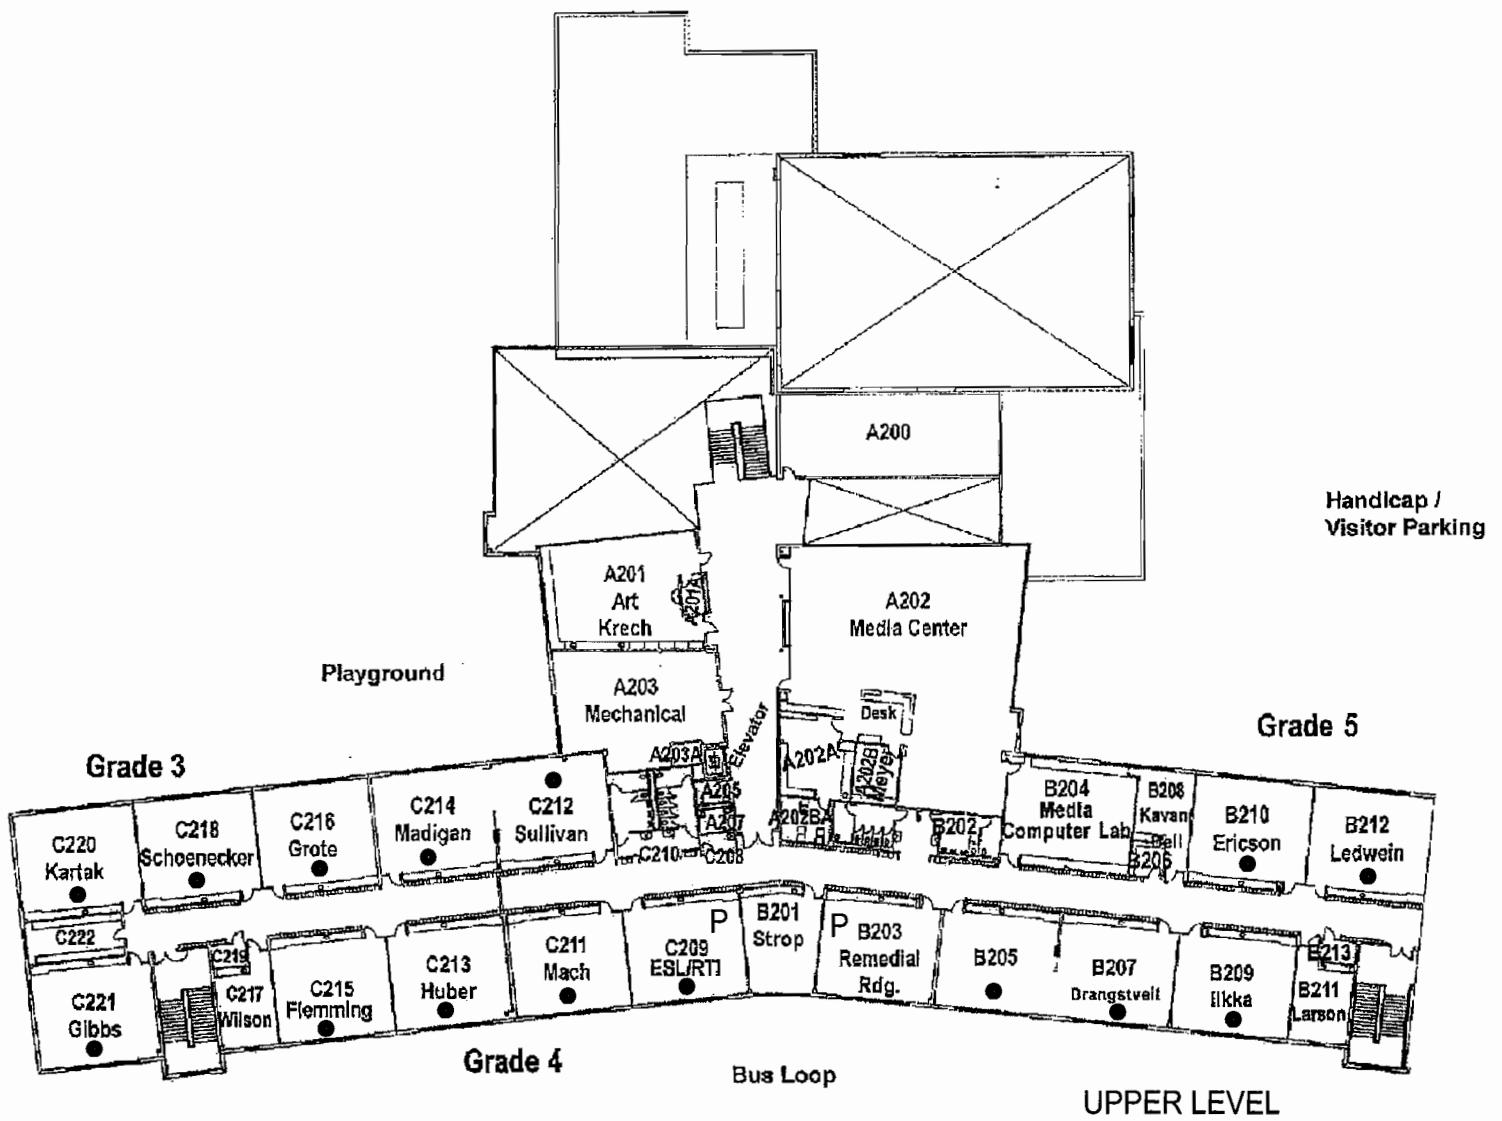 A200
Handicap /
Visitor Parking
A201
Art
Krech
A201A
A202
Media Center
Playground
A203
Mechanical
Desk
Elevator
Grade 5
A203A
A202A
A202B
Meyer
Grade 3
A205
A207
A202BA
B202
B204
Media
Computer Lab
B208
Kavan
Bell
B206
B210
Ericson
B212
Ledwein
C220
Kartak
C218
Schoenecker
C216
Grote
C214
Madigan
C212
Sullivan
C210
C208
C222
C221
Gibbs
C219
C217
Wilson
C215
Flemming
C213
Huber
C211
Mach
P
C209
ESL/RTI
B201
Strop
P
B203
Remedial
Rdg.
B205
B207
Drangstveit
B209
Ilkka
B213
B211
Larson
Grade 4
Bus Loop
UPPER LEVEL